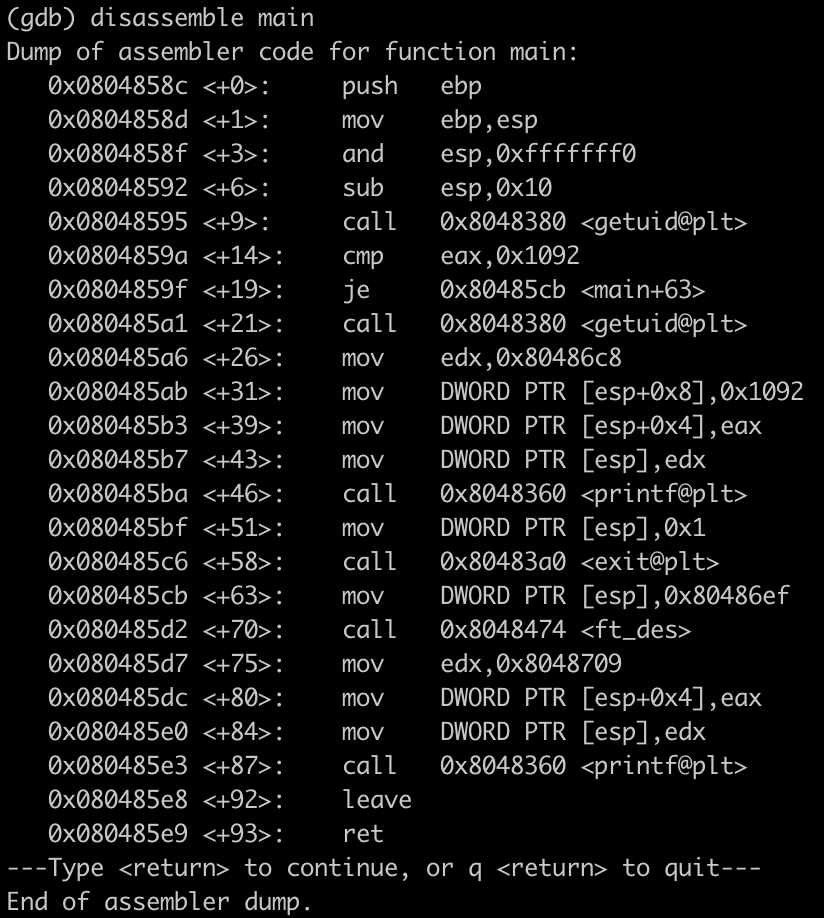 (gdb) disassemble main
Dump of assembler code for function main:
   0x0804858c <+0>:     push   ebp
   0x0804858d <+1>:     mov    ebp,esp
   0x0804858f <+3>:     and    esp,0xfffffff0
   0x08048592 <+6>:     sub    esp,0x10
   0x08048595 <+9>:     call   0x8048380 <getuid@plt>
   0x0804859a <+14>:    cmp    eax,0x1092
   0x0804859f <+19>:    je     0x80485cb <main+63>
   0x080485a1 <+21>:    call   0x8048380 <getuid@plt>
   0x080485a6 <+26>:    mov    edx,0x80486c8
   0x080485ab <+31>:    mov    DWORD PTR [esp+0x8],0x1092
   0x080485b3 <+39>:    mov    DWORD PTR [esp+0x4],eax
   0x080485b7 <+43>:    mov    DWORD PTR [esp],edx
   0x080485ba <+46>:    call   0x8048360 <printf@plt>
   0x080485bf <+51>:    mov    DWORD PTR [esp],0x1
   0x080485c6 <+58>:    call   0x80483a0 <exit@plt>
   0x080485cb <+63>:    mov    DWORD PTR [esp],0x80486ef
   0x080485d2 <+70>:    call   0x8048474 <ft_des>
   0x080485d7 <+75>:    mov    edx,0x8048709
   0x080485dc <+80>:    mov    DWORD PTR [esp+0x4],eax
   0x080485e0 <+84>:    mov    DWORD PTR [esp],edx
   0x080485e3 <+87>:    call   0x8048360 <printf@plt>
   0x080485e8 <+92>:    leave
   0x080485e9 <+93>:    ret
---Type <return> to continue, or q <return> to quit---
End of assembler dump.